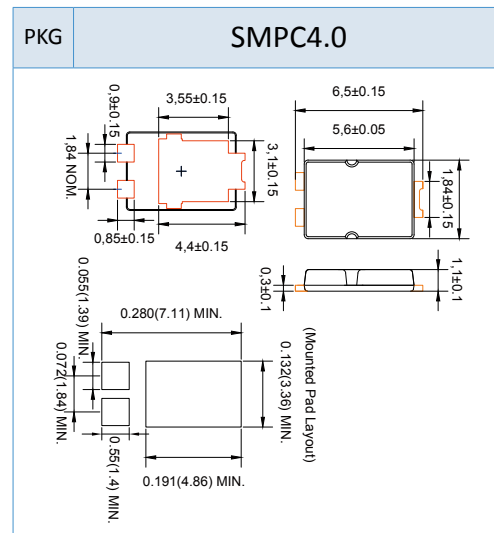 PKG
SMPC4.0
0,9±0.15
3,55±0.15
1,84 NOM.
3,1±0.15
0,85±0.15
4,4±0.15
6,5±0.15
5,6±0.05
1,84±0.15
0,3±0.1
1,1±0.1
0.055(1.39) MIN.
0.280(7.11) MIN.
0.072(1.84) MIN.
0.132(3.36) MIN.
(Mounted Pad Layout)
0.55(1.4) MIN.
0.191(4.86) MIN.